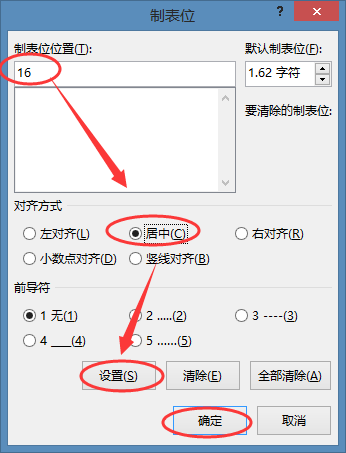 制表位
制表位位置(T): 默认制表位(F):
16 1.62 字符
要清除的制表位:
对齐方式
左对齐(L) 居中(C) 右对齐(R)
小数点对齐(D) 竖线对齐(B)
前导符
1 无(1) 2 .....(2) 3 ----(3)
4 ___(4) 5 ......(5)
设置(S) 清除(E) 全部清除(A)
确定 取消